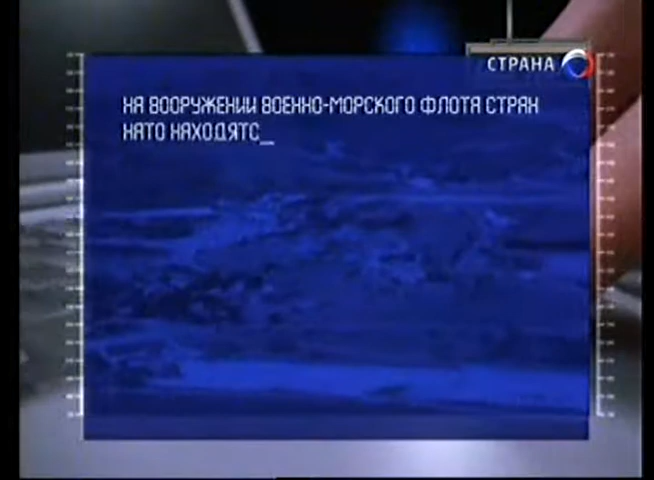 СТРАНА
НА ВООРУЖЕНИИ ВОЕННО-МОРСКОГО ФЛОТА СТРАН
НАТО НАХОДЯТС_